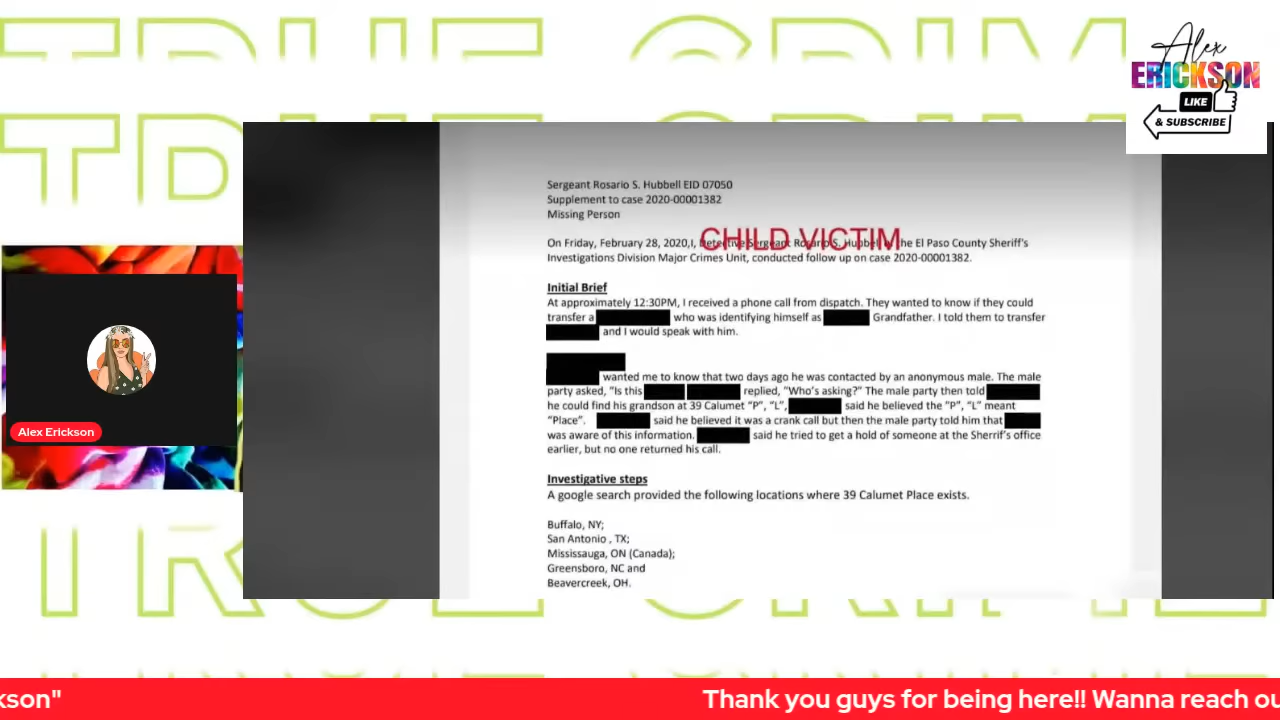 TRUE CRIM
Alex
ERICKSON
LIKE
& SUBSCRIBE
Sergeant Rosario S. Hubbell EID 07050
Supplement to case 2020-00001382
Missing Person
CHILD VICTIM
On Friday, February 28, 2020,I, Detective Sergeant Rosario S. Hubbell of the El Paso County Sheriff's
Investigations Division Major Crimes Unit, conducted follow up on case 2020-00001382.
Initial Brief
At approximately 12:30PM, I received a phone call from dispatch. They wanted to know if they could
transfer a who was identifying himself as Grandfather. I told them to transfer
and I would speak with him.
wanted me to know that two days ago he was contacted by an anonymous male. The male
party asked, "Is this replied, "Who's asking?" The male party then told
he could find his grandson at 39 Calumet "P", "L", said he believed the "P", "L" meant
"Place". said he believed it was a crank call but then the male party told him that
was aware of this information. said he tried to get a hold of someone at the Sherrif's office
earlier, but no one returned his call.
Investigative steps
A google search provided the following locations where 39 Calumet Place exists.
Buffalo, NY;
San Antonio , TX;
Mississauga, ON (Canada);
Greensboro, NC and
Beavercreek, OH.
Alex Erickson
kson"
Thank you guys for being here!! Wanna reach ou